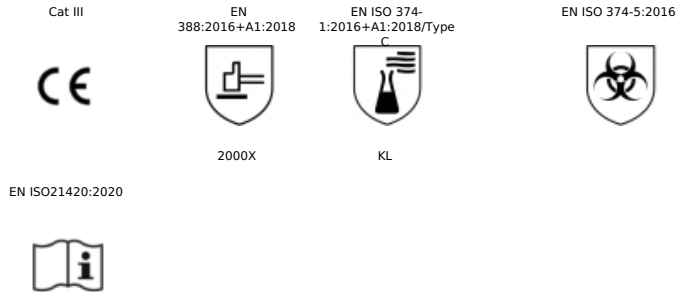 Cat III
EN
388:2016+A1:2018
EN ISO 374-
1:2016+A1:2018/Type
C
EN ISO 374-5:2016
CE
2000X
KL
EN ISO21420:2020
i